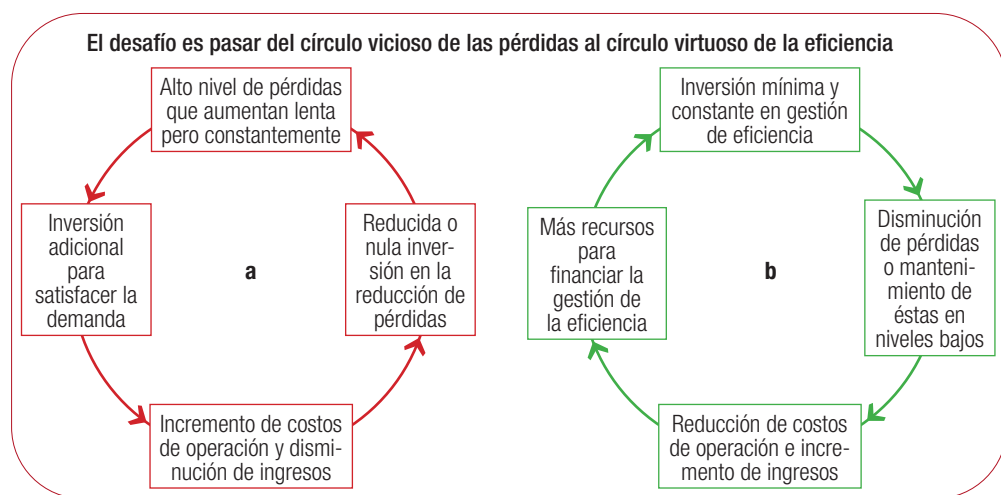 El desafío es pasar del círculo vicioso de las pérdidas al círculo virtuoso de la eficiencia
Alto nivel de pérdidas
que aumentan lenta
pero constantemente
Inversión
adicional
para
satisfacer la
demanda
a
Reducida o
nula inver-
sión en la
reducción de
pérdidas
Incremento de costos
de operación y dismi-
nución de ingresos
Inversión mínima y
constante en gestión
de eficiencia
Más recursos
para
financiar la
gestión de
la eficiencia
b
Disminución
de pérdidas
o manteni-
miento de
éstas en
niveles bajos
Reducción de costos
de operación e incre-
mento de ingresos